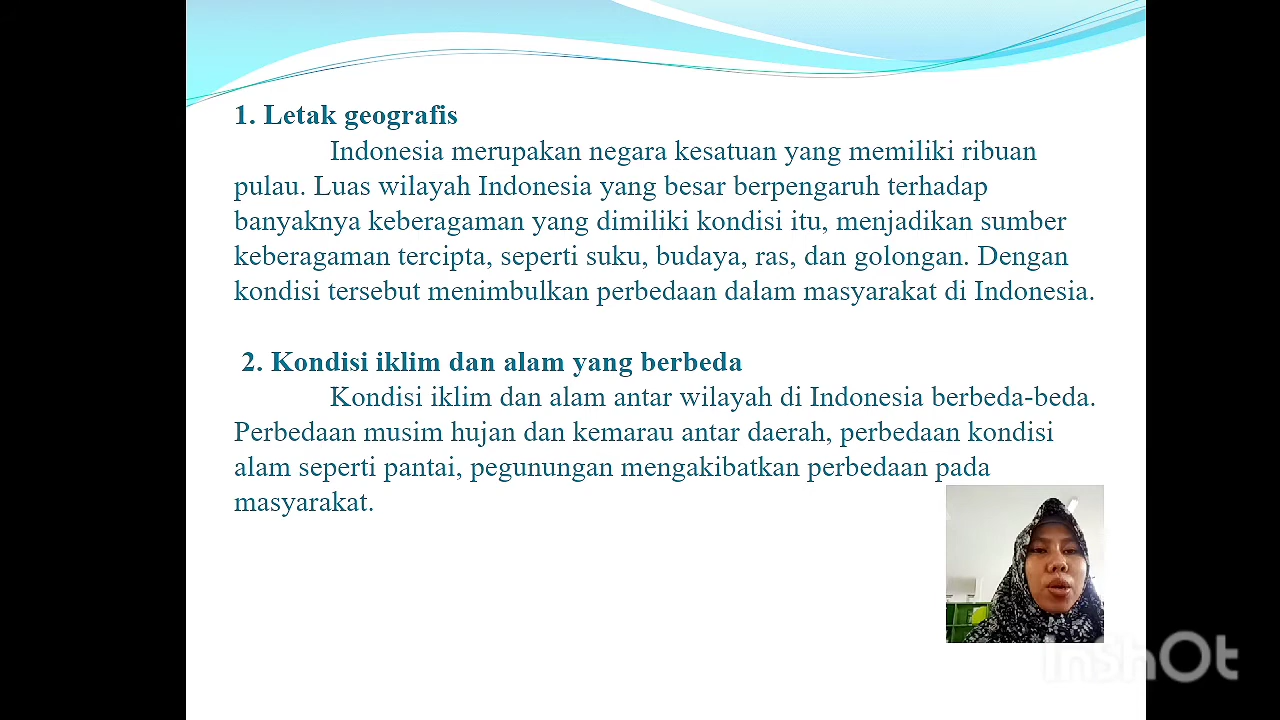 1. Letak geografis
Indonesia merupakan negara kesatuan yang memiliki ribuan
pulau. Luas wilayah Indonesia yang besar berpengaruh terhadap
banyaknya keberagaman yang dimiliki kondisi itu, menjadikan sumber
keberagaman tercipta, seperti suku, budaya, ras, dan golongan. Dengan
kondisi tersebut menimbulkan perbedaan dalam masyarakat di Indonesia.
2. Kondisi iklim dan alam yang berbeda
Kondisi iklim dan alam antar wilayah di Indonesia berbeda-beda.
Perbedaan musim hujan dan kemarau antar daerah, perbedaan kondisi
alam seperti pantai, pegunungan mengakibatkan perbedaan pada
masyarakat.
InShOt